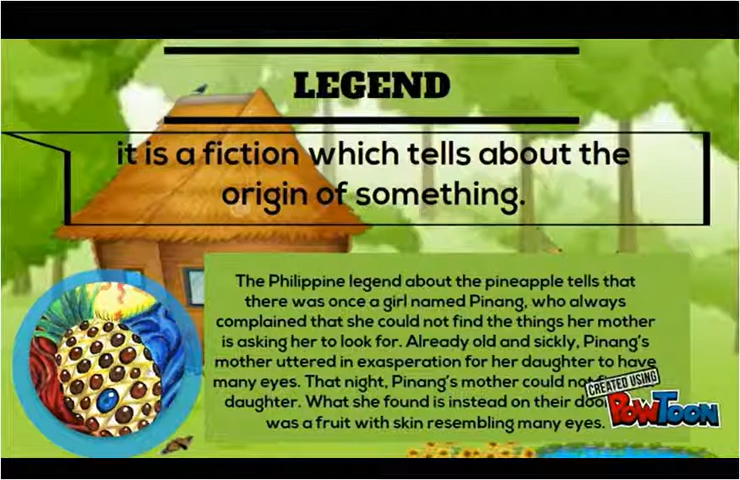 LEGEND
it is a fiction which tells about the
origin of something.
The Philippine legend about the pineapple tells that
there was once a girl named Pinang, who always
complained that she could not find the things her mother
is asking her to look for. Already old and sickly, Pinang's
mother uttered in exasperation for her daughter to have
many eyes. That night, Pinang's mother could not
daughter. What she found is instead on their
was a fruit with skin resembling many eyes.
CREATED USING
POWTOON